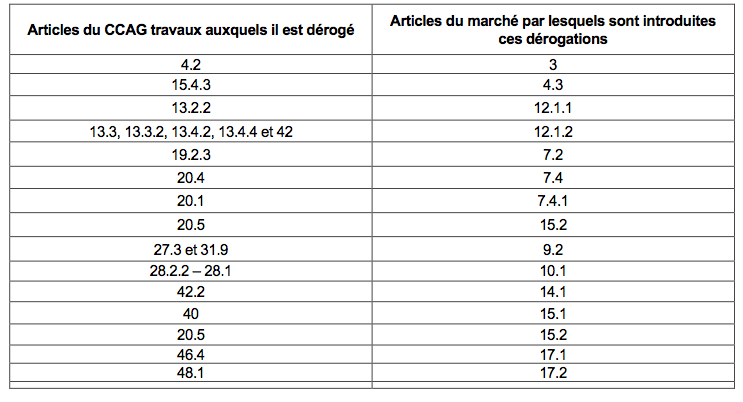 Articles du CCAG travaux auxquels il est dérogé
Articles du marché par lesquels sont introduites
ces dérogations
4.2 3
15.4.3 4.3
13.2.2 12.1.1
13.3, 13.3.2, 13.4.2, 13.4.4 et 42 12.1.2
19.2.3 7.2
20.4 7.4
20.1 7.4.1
20.5 15.2
27.3 et 31.9 9.2
28.2.2 – 28.1 10.1
42.2 14.1
40 15.1
20.5 15.2
46.4 17.1
48.1 17.2